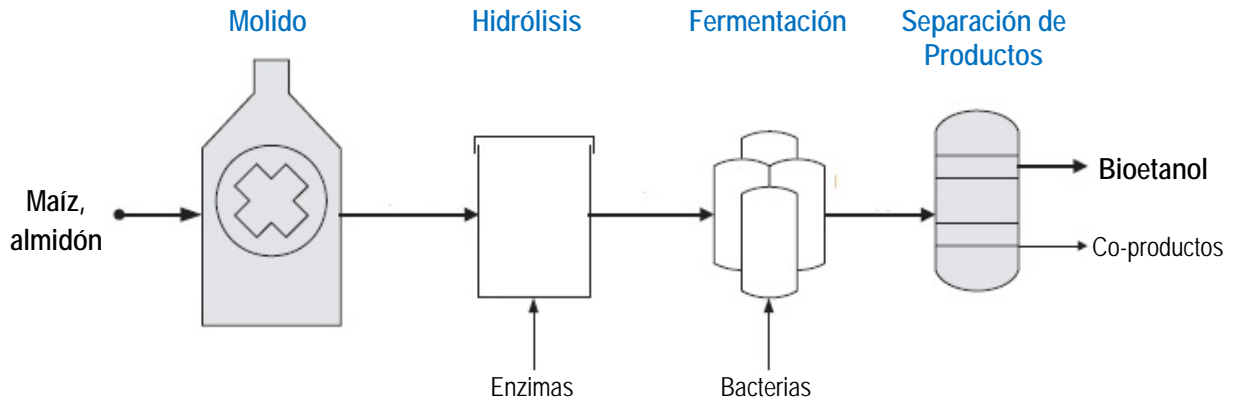 Molido
Hidrólisis
Fermentación
Separación de
Productos
Maíz,
almidón
Bioetanol
Co-productos
Enzimas
Bacterias